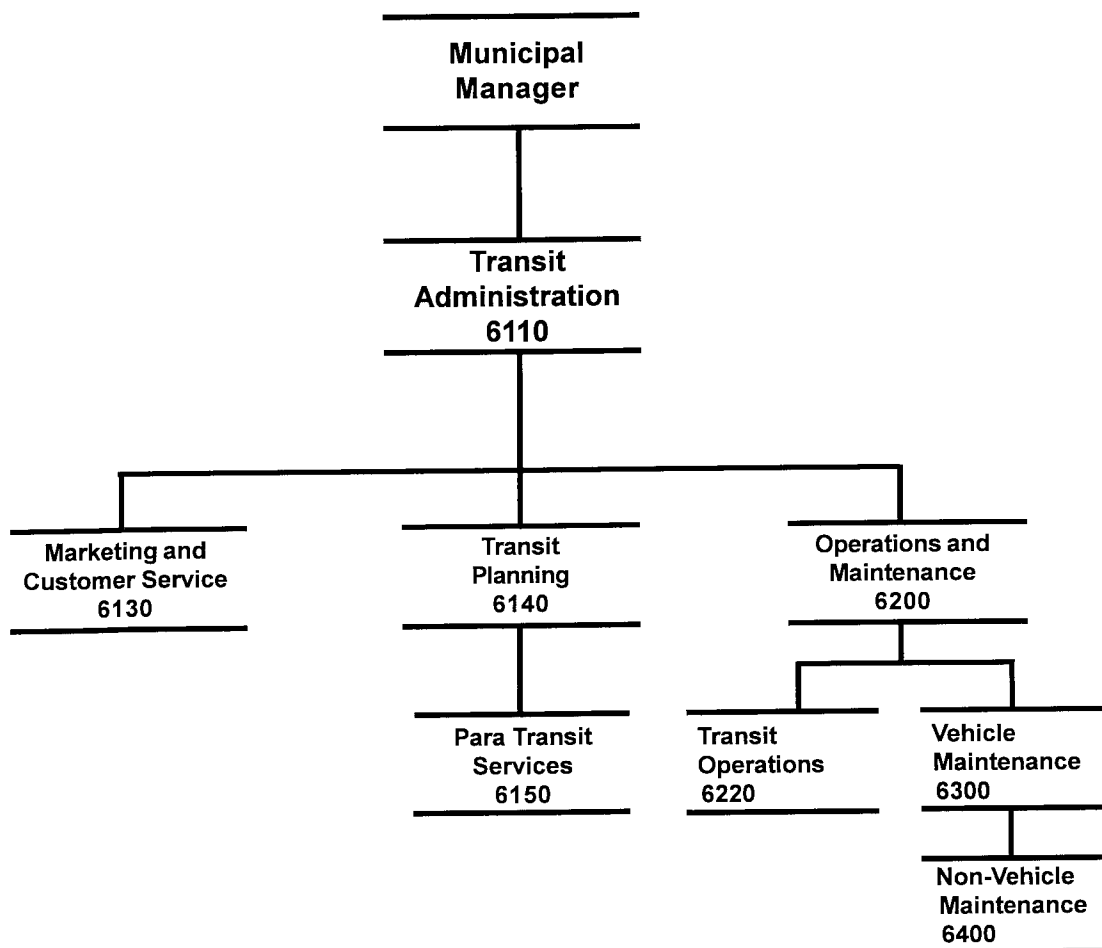 Municipal
Manager
Transit
Administration
6110
Marketing and
Customer Service
6130
Transit
Planning
6140
Operations and
Maintenance
6200
Para Transit
Services
6150
Transit
Operations
6220
Vehicle
Maintenance
6300
Non-Vehicle
Maintenance
6400